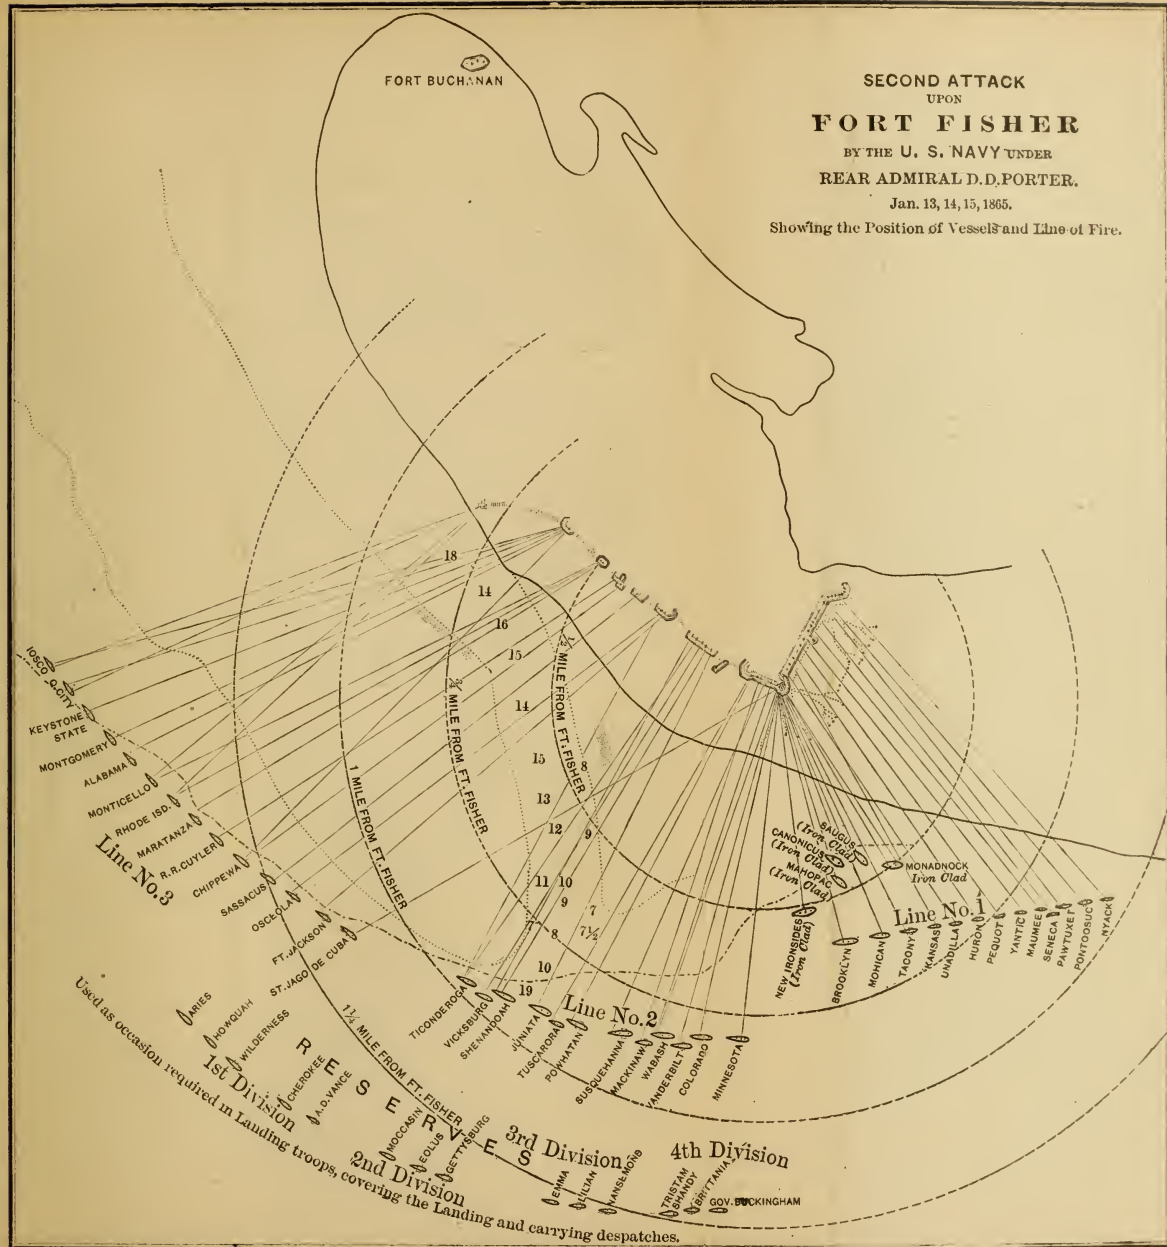 FORT BUCHANAN
SECOND ATTACK
UPON
FORT FISHER
BY THE U. S. NAVY UNDER
REAR ADMIRAL D.D. PORTER.
Jan. 13, 14, 15, 1865.
Showing the Position of Vessels and Line of Fire.
18
14
16
15
14
15
13
12
11
10
9
8
9
7
7½
7
8
10
19
½ MILE FROM FT. FISHER
¾ MILE FROM FT. FISHER
1 MILE FROM FT. FISHER
1¼ MILE FROM FT. FISHER
IOSCO
Q. CITY
KEYSTONE
STATE
MONTGOMERY
ALABAMA
MONTICELLO
RHODE ISD.
MARATANZA
R.R. CUYLER
CHIPPEWA
SASSACUS
OSCEOLA
FT. JACKSON
ST. JAGO DE CUBA
Line No. 3
TICONDEROGA
VICKSBURG
SHENANDOAH
JUNIATA
TUSCARORA
POWHATAN
SUSQUEHANNA
MACKINAW
WABASH
VANDERBILT
COLORADO
MINNESOTA
Line No. 2
SAUGUS
(Iron Clad)
CANONICUS
(Iron Clad)
MAHOPAC
(Iron Clad)
MONADNOCK
Iron Clad
NEW IRONSIDES
(Iron Clad)
BROOKLYN
MOHICAN
TACONY
KANSAS
UNADILLA
HURON
PEQUOT
YANTIC
MAUMEE
SENECA
PAWTUXET
PONTOOSUC
NYACK
Line No. 1
RESERVES
ARIES
HOWQUAH
WILDERNESS
1st Division
CHEROKEE
A.D. VANCE
MOCCASIN
EOLUS
GETTYSBURG
2nd Division
3rd Division
EMMA
LILIAN
NANSEMOND
4th Division
TRISTAM
SHANDY
BRITTANIA
GOV. BUCKINGHAM
Used as occasion required in Landing troops, covering the Landing and carrying despatches.